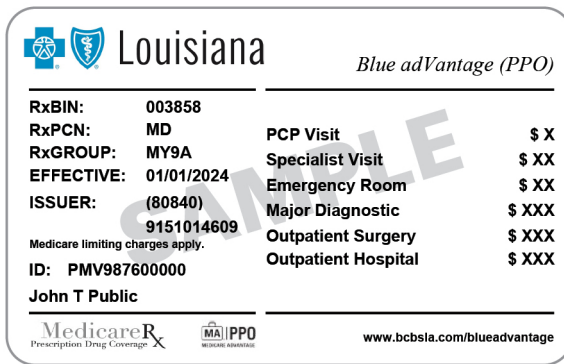 Louisiana
Blue adVantage (PPO)
RxBIN: 003858
RxPCN: MD
RxGROUP: MY9A
EFFECTIVE: 01/01/2024
ISSUER: (80840)
9151014609
Medicare limiting charges apply.
ID: PMV987600000
John T Public
PCP Visit $ X
Specialist Visit $ XX
Emergency Room $ XX
Major Diagnostic $ XXX
Outpatient Surgery $ XXX
Outpatient Hospital $ XXX
SAMPLE
MedicareRx
Prescription Drug Coverage
MA PPO
MEDICARE ADVANTAGE
www.bcbsla.com/blueadvantage